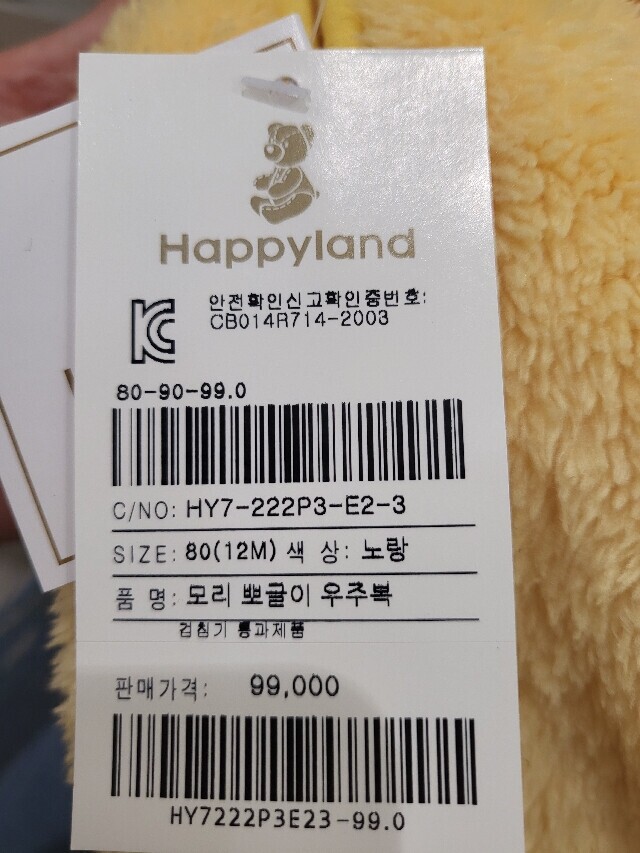 Happyland
안전확인신고확인증번호:
CB014R714-2003
80-90-99.0
C/NO: HY7-222P3-E2-3
SIZE: 80(12M) 색 상: 노랑
품 명: 모리 뽀글이 우주복
검침기 통과제품
판매가격: 99,000
HY7222P3E23-99.0